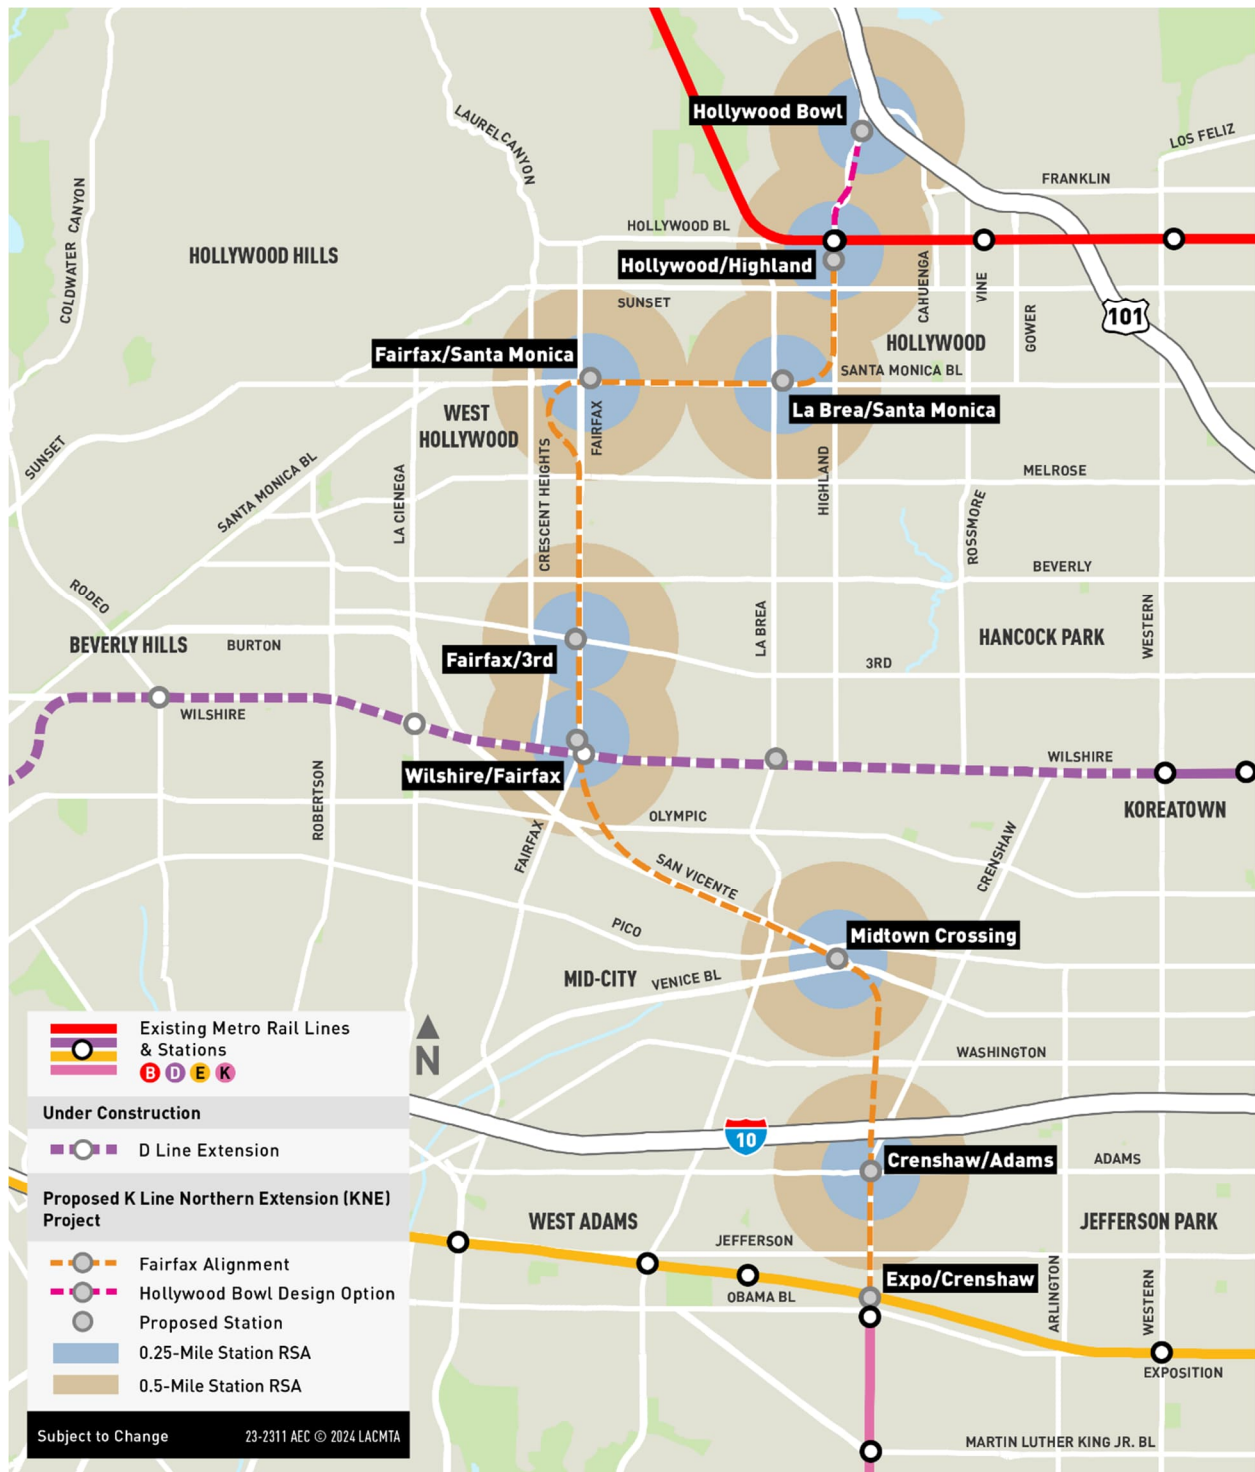 Hollywood Bowl
LAUREL CANYON
LOS FELIZ
FRANKLIN
COLDWATER CANYON
HOLLYWOOD BL
HOLLYWOOD HILLS
Hollywood/Highland
CAHUENGA
VINE
SUNSET
GOWER
101
HOLLYWOOD
Fairfax/Santa Monica
SANTA MONICA BL
La Brea/Santa Monica
WEST
HOLLYWOOD
FAIRFAX
SUNSET
SANTA MONICA BL
LA CIENEGA
CRESCENT HEIGHTS
HIGHLAND
MELROSE
ROSSMORE
BEVERLY
RODEO
LA BREA
WESTERN
BEVERLY HILLS
BURTON
HANCOCK PARK
Fairfax/3rd
3RD
WILSHIRE
WILSHIRE
Wilshire/Fairfax
ROBERTSON
KOREATOWN
OLYMPIC
FAIRFAX
CRENSHAW
SAN VICENTE
PICO
Midtown Crossing
MID-CITY
VENICE BL
WASHINGTON
N
10
Crenshaw/Adams
ADAMS
WEST ADAMS
JEFFERSON PARK
JEFFERSON
Expo/Crenshaw
OBAMA BL
ARLINGTON
WESTERN
EXPOSITION
MARTIN LUTHER KING JR. BL
Existing Metro Rail Lines
& Stations
B D E K
Under Construction
D Line Extension
Proposed K Line Northern Extension (KNE)
Project
Fairfax Alignment
Hollywood Bowl Design Option
Proposed Station
0.25-Mile Station RSA
0.5-Mile Station RSA
Subject to Change 23-2311 AEC © 2024 LACMTA